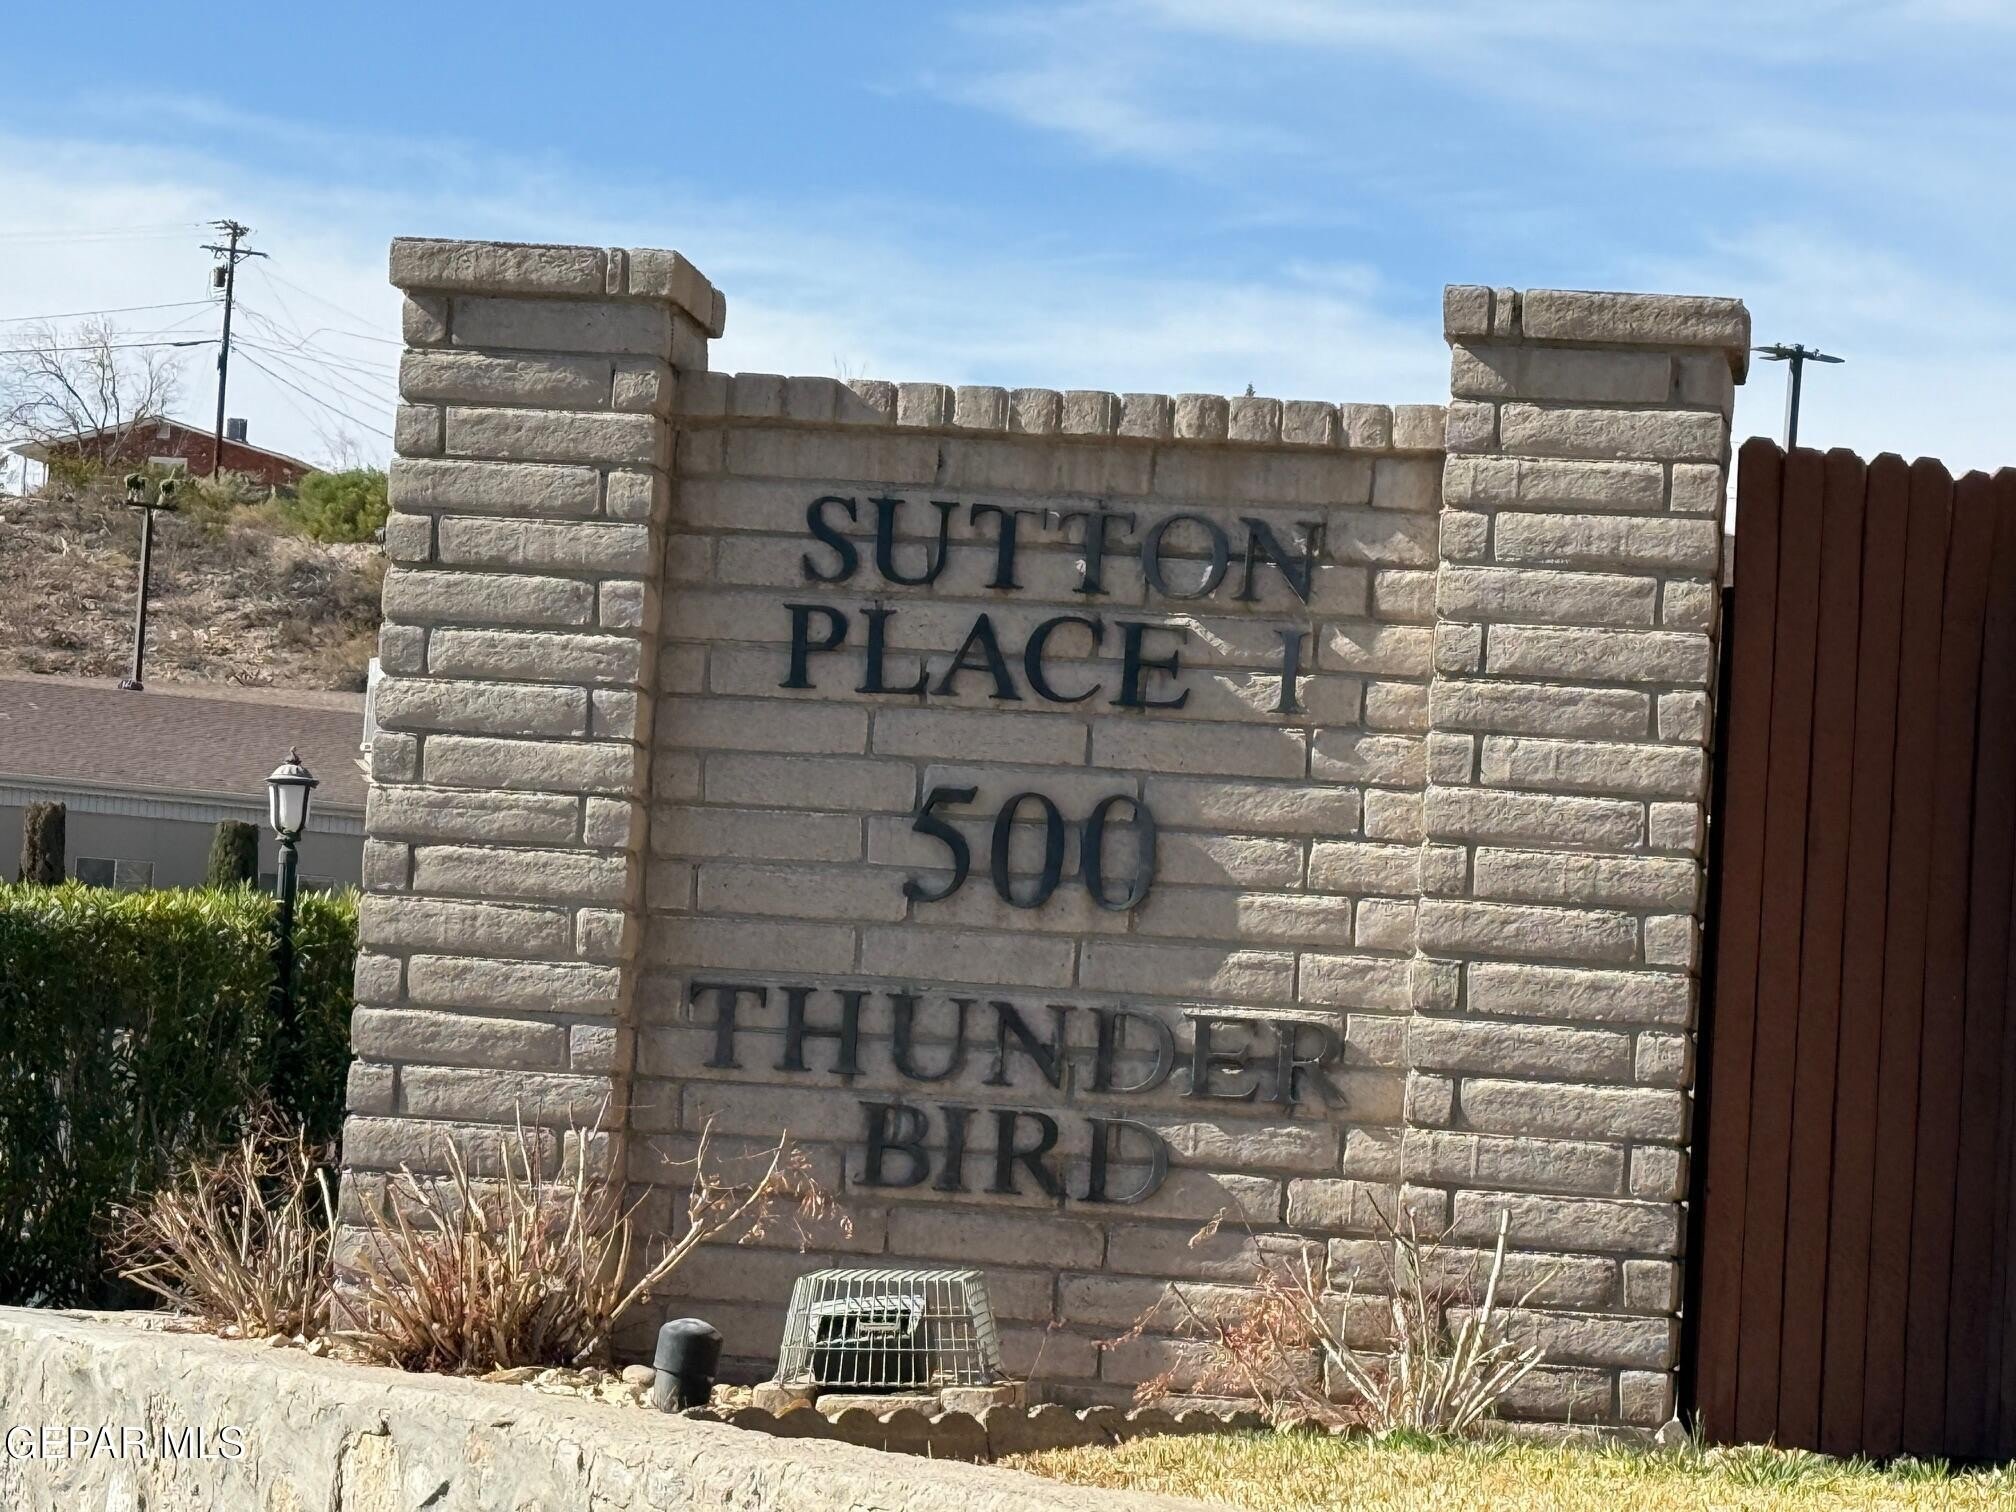 SUTTON
PLACE I
500
THUNDER
BIRD
GEPAR MLS